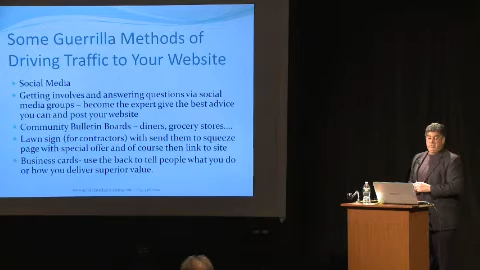 Some Guerrilla Methods of
Driving Traffic to Your Website
Social Media
Getting involves and answering questions via social
media groups – become the expert give the best advice
you can and post your website
Community Bulletin Boards – diners, grocery stores....
Lawn sign (for contractors) with send them to squeeze
page with special offer and of course then link to site
Business cards- use the back to tell people what you do
or how you deliver superior value.